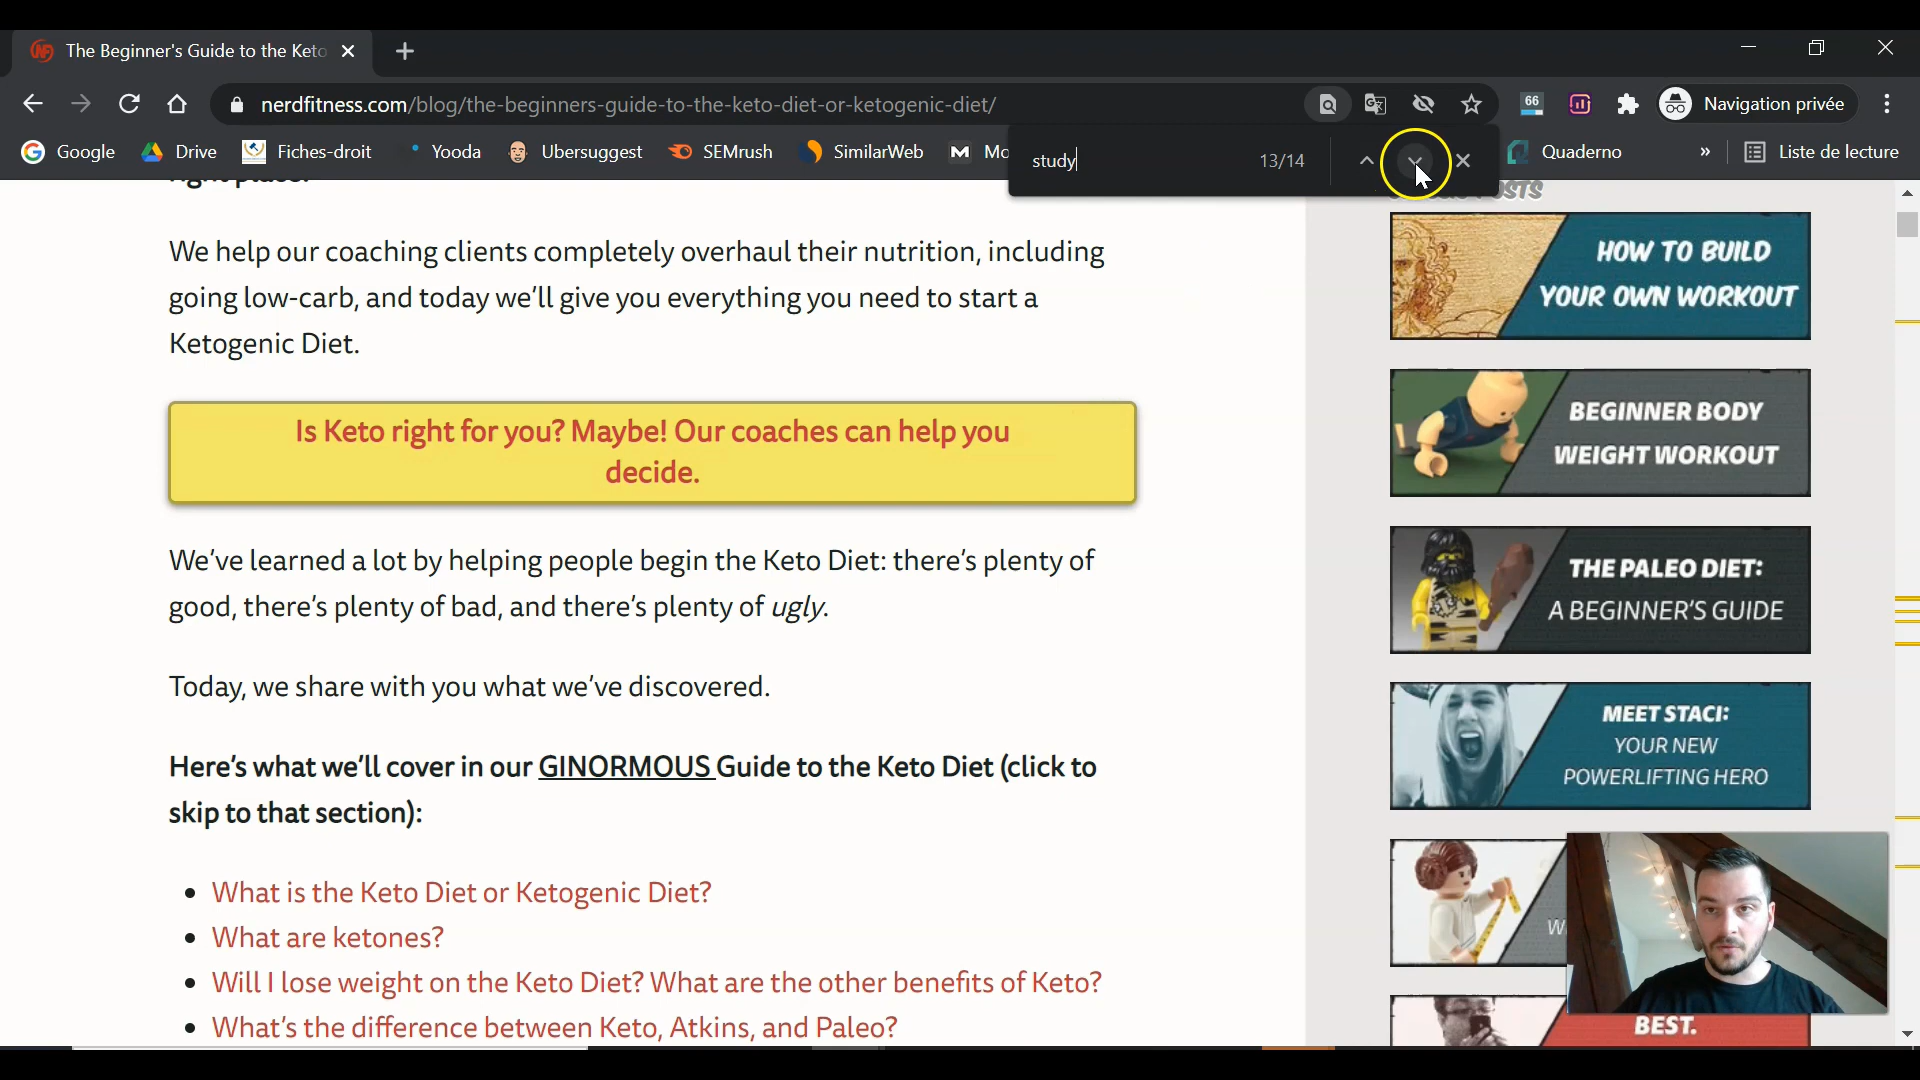 The Beginner's Guide to the Keto
nerdfitness.com/blog/the-beginners-guide-to-the-keto-diet-or-ketogenic-diet/
66
Navigation privée
Google
Drive
Fiches-droit
Yooda
Ubersuggest
SEMrush
SimilarWeb
Mo
study
13/14
Quaderno
»
Liste de lecture
right place.
We help our coaching clients completely overhaul their nutrition, including
going low-carb, and today we'll give you everything you need to start a
Ketogenic Diet.
Is Keto right for you? Maybe! Our coaches can help you
decide.
We've learned a lot by helping people begin the Keto Diet: there's plenty of
good, there's plenty of bad, and there's plenty of ugly.
Today, we share with you what we've discovered.
Here's what we'll cover in our GINORMOUS Guide to the Keto Diet (click to
skip to that section):
• What is the Keto Diet or Ketogenic Diet?
• What are ketones?
• Will I lose weight on the Keto Diet? What are the other benefits of Keto?
• What's the difference between Keto, Atkins, and Paleo?
HOW TO BUILD
YOUR OWN WORKOUT
BEGINNER BODY
WEIGHT WORKOUT
THE PALEO DIET:
A BEGINNER'S GUIDE
MEET STACI:
YOUR NEW
POWERLIFTING HERO
BEST.